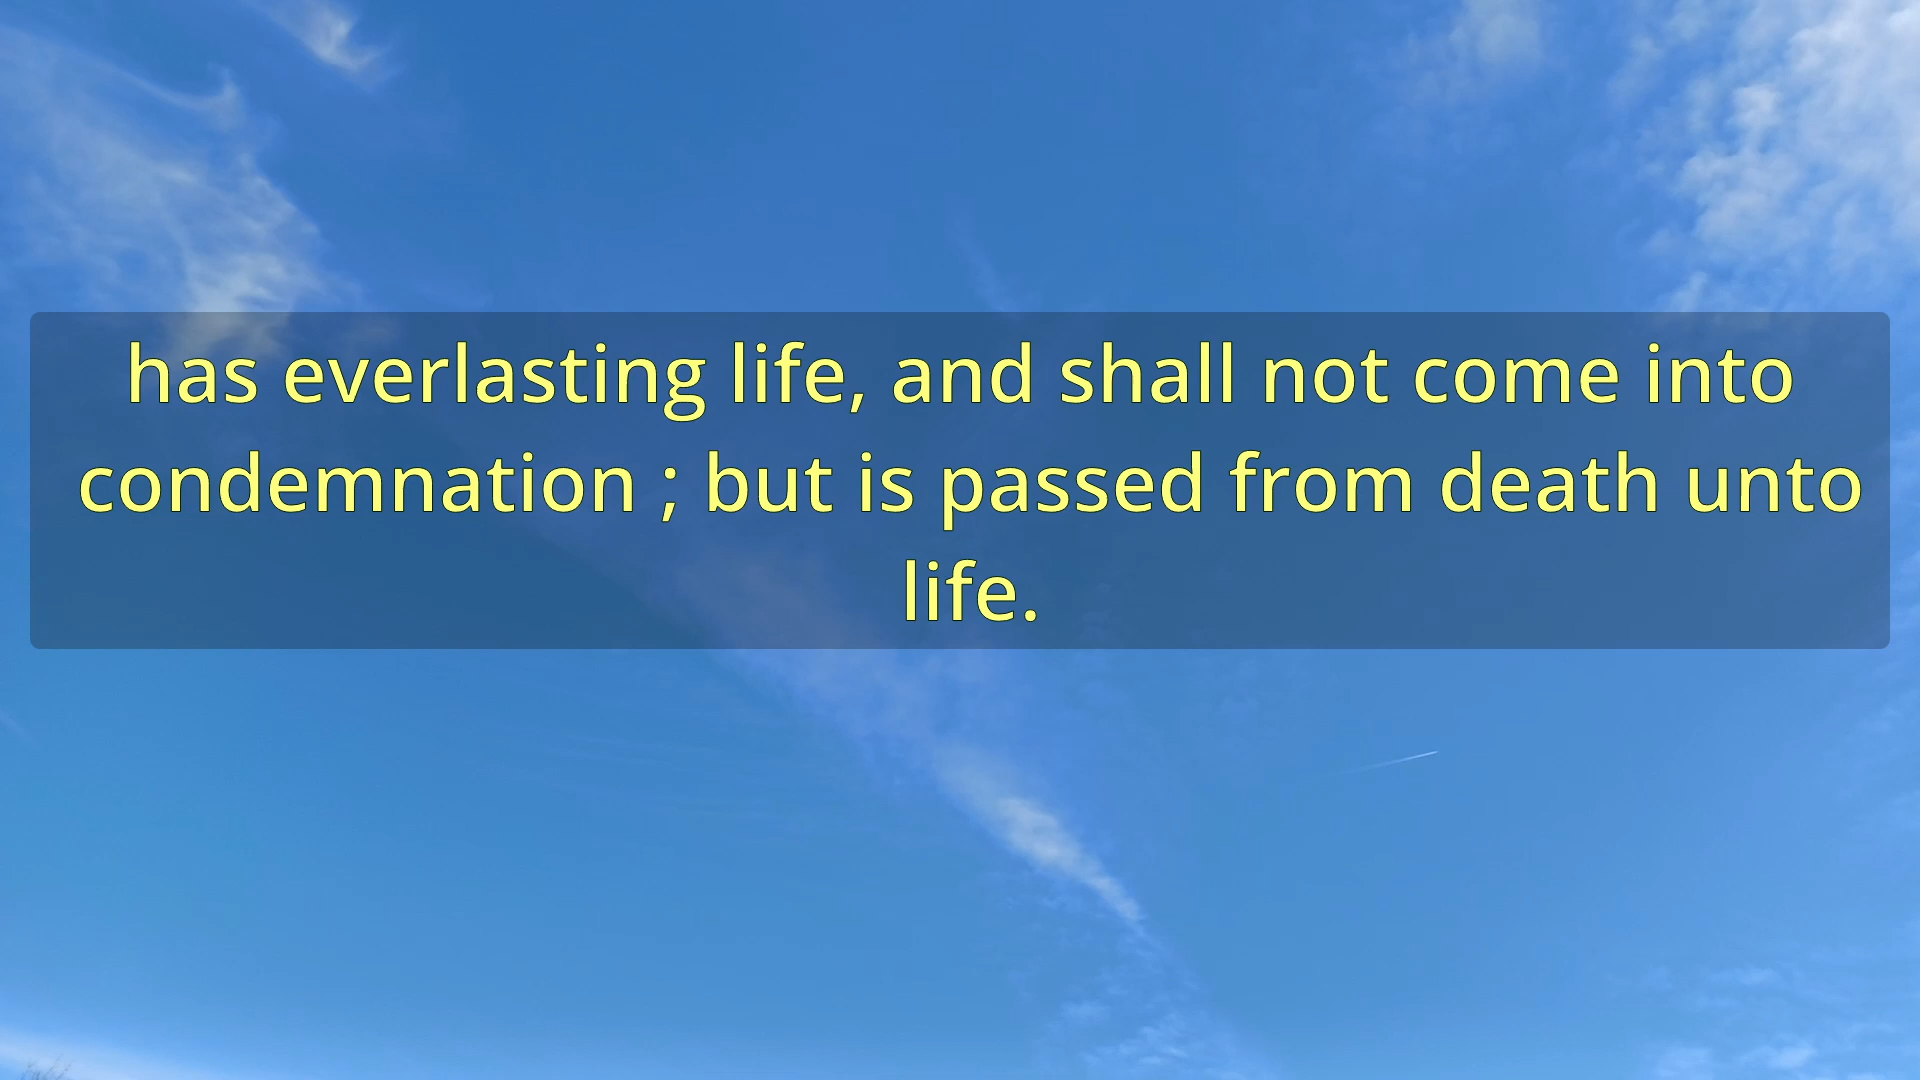 has everlasting life, and shall not come into
condemnation ; but is passed from death unto
life.